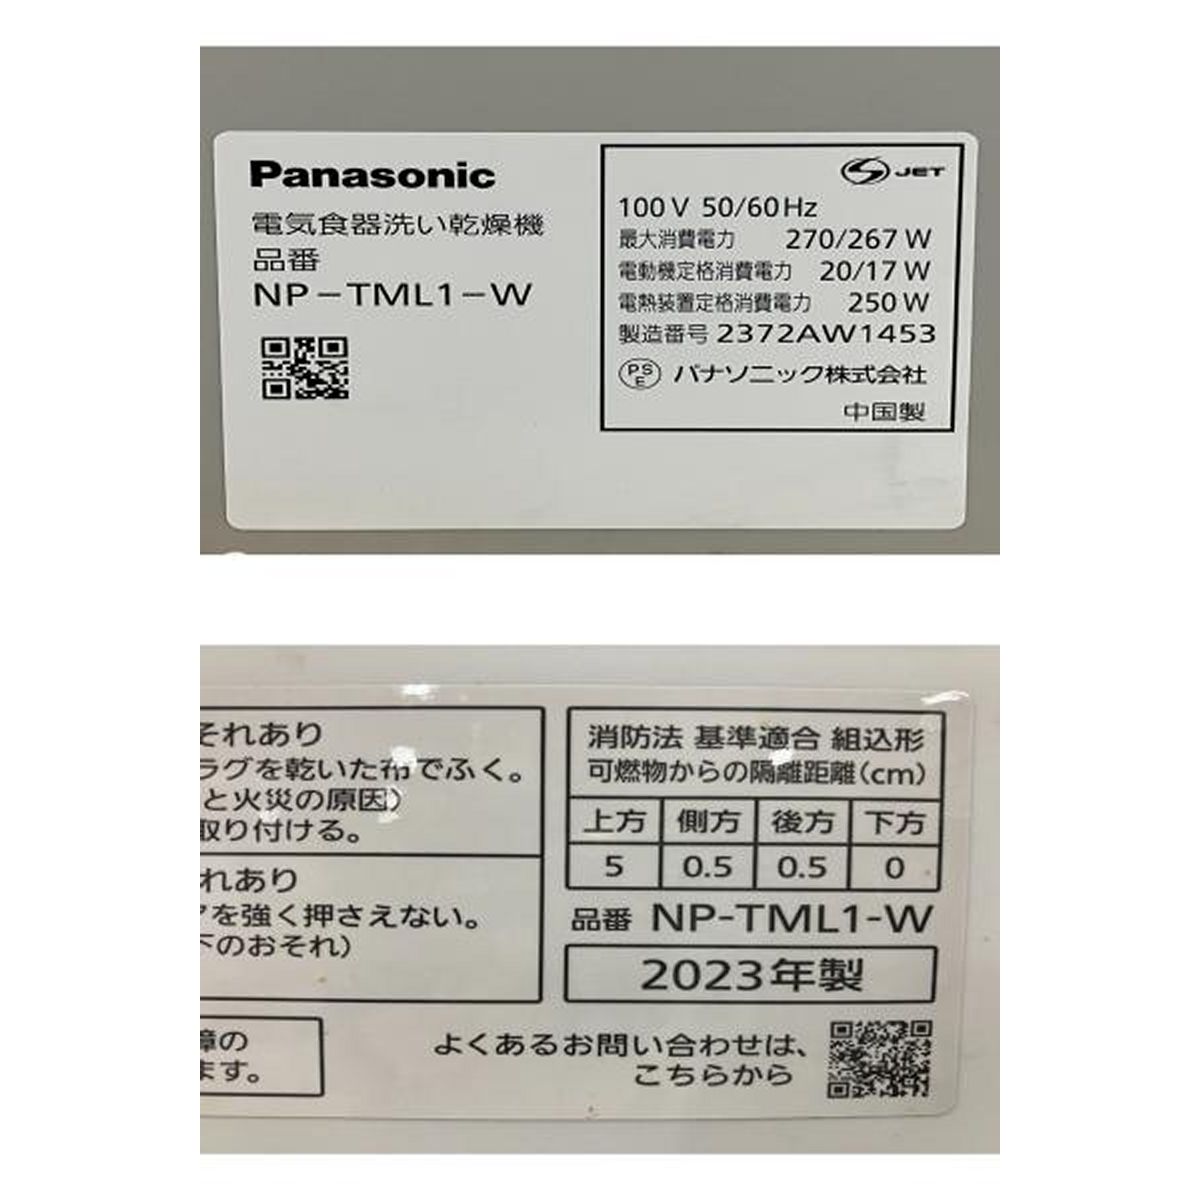 Panasonic
電気食器洗い乾燥機
品番
NP-TML1-W
JET
100V 50/60Hz
最大消費電力 270/267W
電動機定格消費電力 20/17W
電熱装置定格消費電力 250W
製造番号 2372AW1453
PSE パナソニック株式会社
中国製
それあり
ラグを乾いた布でふく。
と火災の原因)
取り付ける。
れあり
を強く押さえない。
下のおそれ)
障の
ます。
消防法 基準適合 組込形
可燃物からの隔離距離(cm)
上方 側方 後方 下方
5 0.5 0.5 0
品番 NP-TML1-W
2023年製
よくあるお問い合わせは、
こちらから